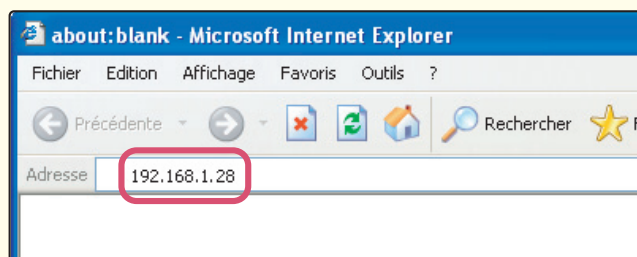 about:blank - Microsoft Internet Explorer
Fichier Edition Affichage Favoris Outils ?
Précédente Rechercher
Adresse 192.168.1.28